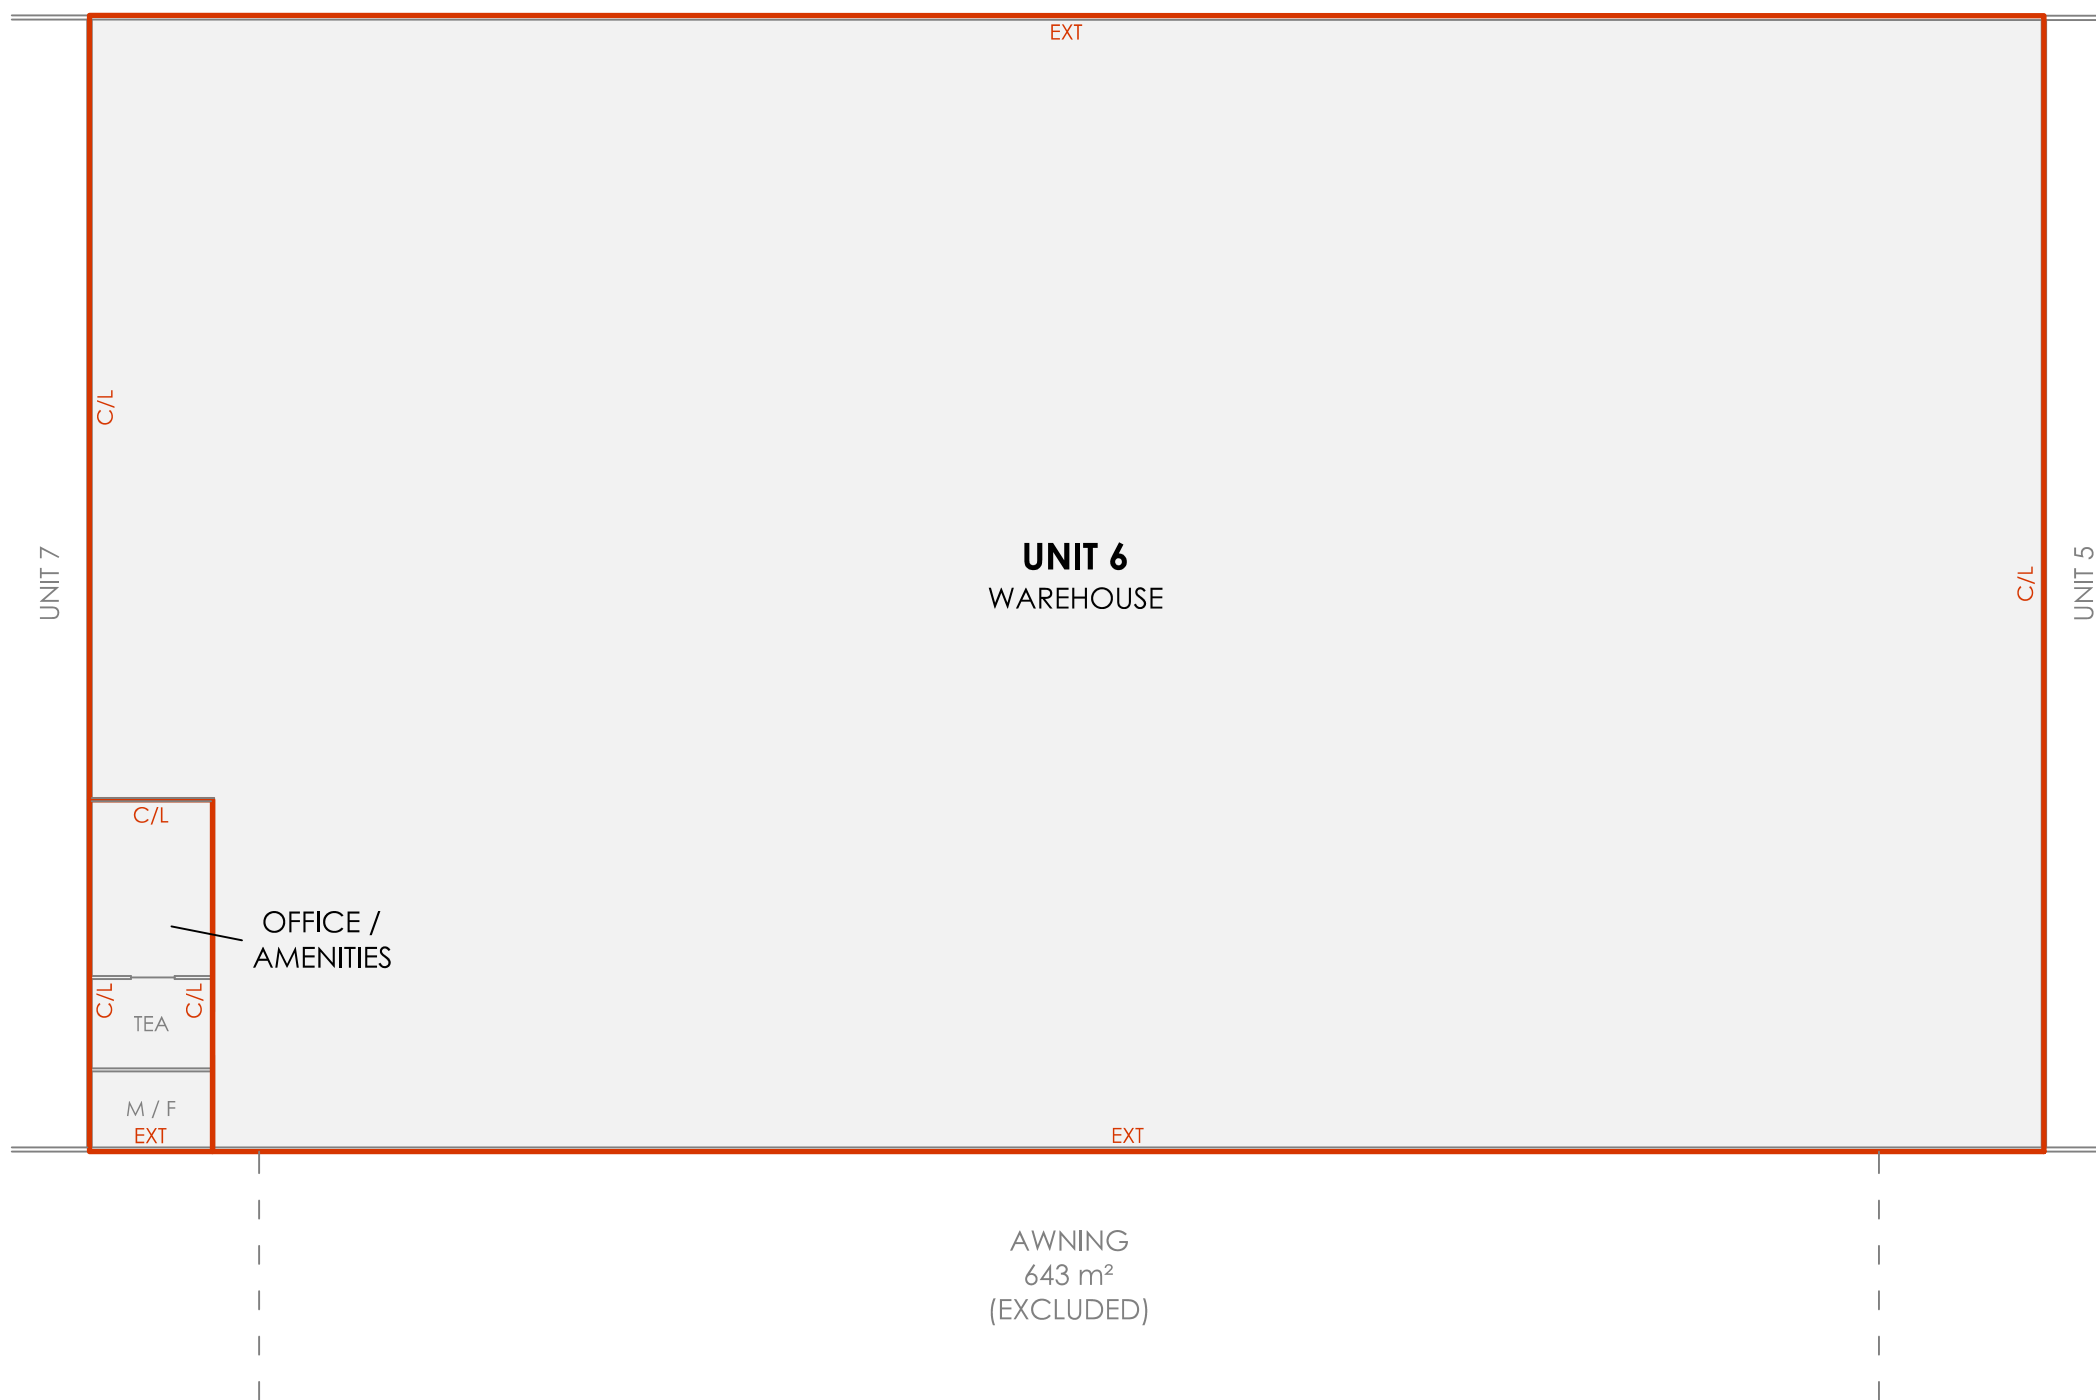 EXT
C/L
UNIT 7
UNIT 6
WAREHOUSE
C/L
UNIT 5
C/L
OFFICE /
AMENITIES
C/L
C/L
TEA
M / F
EXT
EXT
AWNING
643 m²
(EXCLUDED)